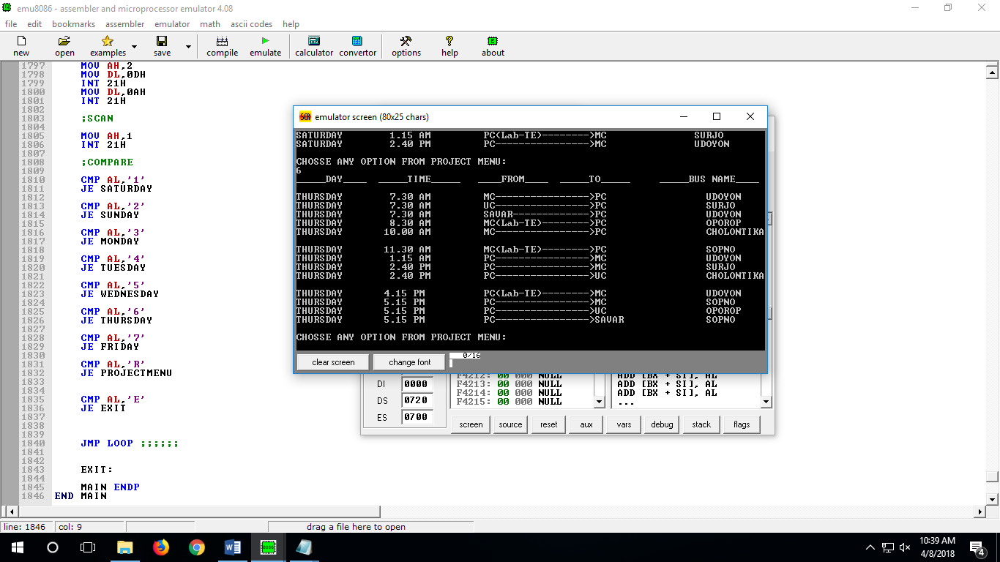 emu8086 - assembler and microprocessor emulator 4.08
file edit bookmarks assembler emulator math ascii codes help
new open examples save compile emulate calculator convertor options help about
1797 MOV AH,2
1798 MOV DL,0DH
1799 INT 21H
1800 MOV DL,0AH
1801 INT 21H
1802
1803 ;SCAN
1804
1805 MOV AH,1
1806 INT 21H
1807
1808 ;COMPARE
1809
1810 CMP AL,'1'
1811 JE SATURDAY
1812
1813 CMP AL,'2'
1814 JE SUNDAY
1815
1816 CMP AL,'3'
1817 JE MONDAY
1818
1819 CMP AL,'4'
1820 JE TUESDAY
1821
1822 CMP AL,'5'
1823 JE WEDNESDAY
1824
1825 CMP AL,'6'
1826 JE THURSDAY
1827
1828 CMP AL,'7'
1829 JE FRIDAY
1830
1831 CMP AL,'R'
1832 JE PROJECTMENU
1833
1834
1835 CMP AL,'E'
1836 JE EXIT
1837
1838
1839
1840 JMP LOOP ;;;;;;
1841
1842
1843 EXIT:
1844
1845 MAIN ENDP
1846 END MAIN
emulator screen (80x25 chars)
SATURDAY 1.15 AM PC(Lab-TE)-------->MC SURJO
SATURDAY 2.40 PM PC---------------->MC UDOYON
CHOSSE ANY OPTION FROM PROJECT MENU:
6
_____DAY____ _____TIME_____ ____FROM____ _____TO_____ _____BUS NAME____
THURSDAY 7.30 AM MC---------------->PC UDOYON
THURSDAY 7.30 AM UC---------------->PC SURJO
THURSDAY 7.30 AM SAVAR------------->PC UDOYON
THURSDAY 8.30 AM MC(Lab-TE)-------->PC OPOROP
THURSDAY 10.00 AM MC---------------->PC CHOLONTIKA
THURSDAY 11.30 AM MC(Lab-TE)-------->PC SOPNO
THURSDAY 1.15 AM PC---------------->MC UDOYON
THURSDAY 2.40 PM PC---------------->MC SURJO
THURSDAY 2.40 PM PC---------------->UC CHOLONTIKA
THURSDAY 4.15 PM PC(Lab-TE)-------->MC UDOYON
THURSDAY 5.15 PM PC---------------->MC SOPNO
THURSDAY 5.15 PM PC---------------->UC OPOROP
THURSDAY 5.15 PM PC---------------->SAVAR SOPNO
CHOSSE ANY OPTION FROM PROJECT MENU:
clear screen change font 0/16
DI 0000
DS 0720
ES 0700
F4212: 00 000 NULL
F4213: 00 000 NULL
F4214: 00 000 NULL
F4215: 00 000 NULL
ADD [BX + SI], AL
ADD [BX + SI], AL
ADD [BX + SI], AL
...
screen source reset aux vars debug stack flags
line: 1846 col: 9 drag a file here to open
10:39 AM
4/8/2018
4